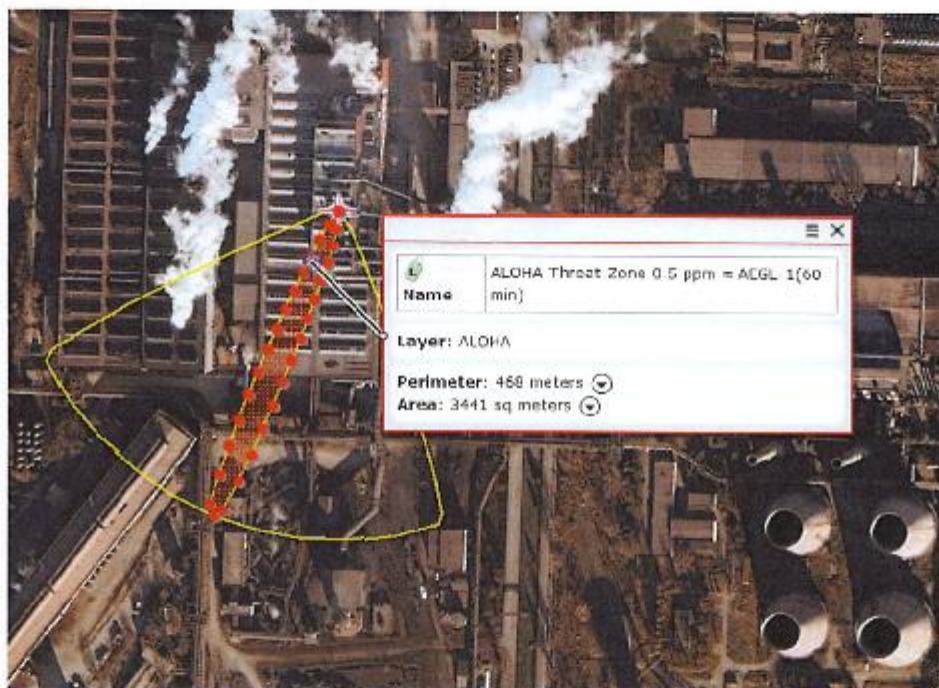 Name
ALOHA Threat Zone 0.5 ppm = AEGL-1(60
min)
Layer: ALOHA
Perimeter: 468 meters
Area: 3441 sq meters